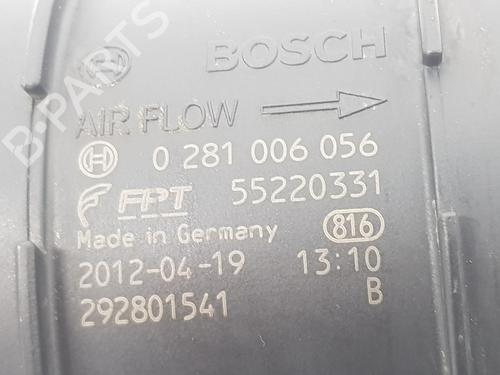 BOSCH
AIR FLOW
0 281 006 056
FPT 55220331
Made in Germany 816
2012-04-19 13:10
292801541 B
B-PARTS